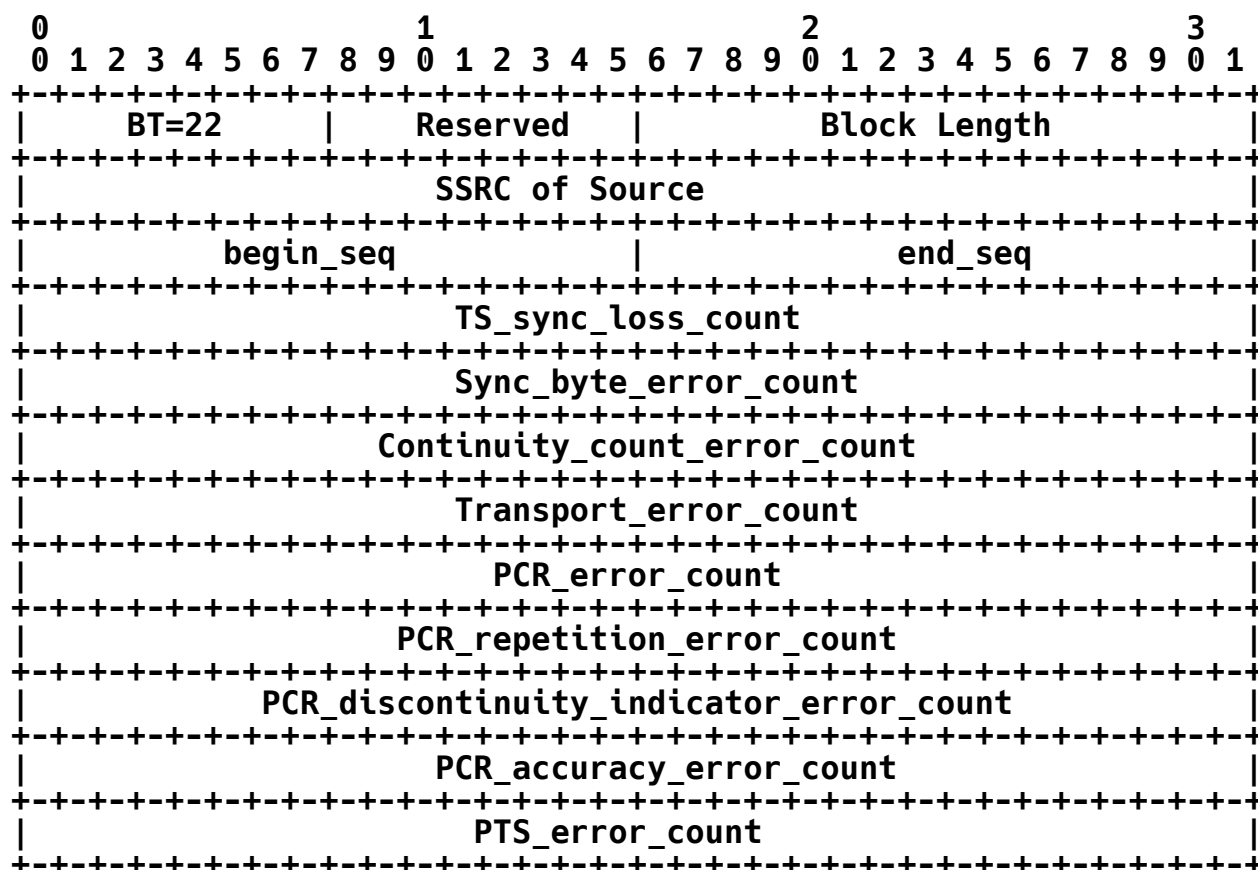 0                   1                   2                   3
 0 1 2 3 4 5 6 7 8 9 0 1 2 3 4 5 6 7 8 9 0 1 2 3 4 5 6 7 8 9 0 1
+-+-+-+-+-+-+-+-+-+-+-+-+-+-+-+-+-+-+-+-+-+-+-+-+-+-+-+-+-+-+-+-+
|     BT=22     |    Reserved   |         Block Length          |
+-+-+-+-+-+-+-+-+-+-+-+-+-+-+-+-+-+-+-+-+-+-+-+-+-+-+-+-+-+-+-+-+
|                     SSRC of Source                            |
+-+-+-+-+-+-+-+-+-+-+-+-+-+-+-+-+-+-+-+-+-+-+-+-+-+-+-+-+-+-+-+-+
|          begin_seq            |             end_seq           |
+-+-+-+-+-+-+-+-+-+-+-+-+-+-+-+-+-+-+-+-+-+-+-+-+-+-+-+-+-+-+-+-+
|                      TS_sync_loss_count                       |
+-+-+-+-+-+-+-+-+-+-+-+-+-+-+-+-+-+-+-+-+-+-+-+-+-+-+-+-+-+-+-+-+
|                      Sync_byte_error_count                    |
+-+-+-+-+-+-+-+-+-+-+-+-+-+-+-+-+-+-+-+-+-+-+-+-+-+-+-+-+-+-+-+-+
|                  Continuity_count_error_count                 |
+-+-+-+-+-+-+-+-+-+-+-+-+-+-+-+-+-+-+-+-+-+-+-+-+-+-+-+-+-+-+-+-+
|                      Transport_error_count                    |
+-+-+-+-+-+-+-+-+-+-+-+-+-+-+-+-+-+-+-+-+-+-+-+-+-+-+-+-+-+-+-+-+
|                        PCR_error_count                        |
+-+-+-+-+-+-+-+-+-+-+-+-+-+-+-+-+-+-+-+-+-+-+-+-+-+-+-+-+-+-+-+-+
|                   PCR_repetition_error_count                  |
+-+-+-+-+-+-+-+-+-+-+-+-+-+-+-+-+-+-+-+-+-+-+-+-+-+-+-+-+-+-+-+-+
|            PCR_discontinuity_indicator_error_count            |
+-+-+-+-+-+-+-+-+-+-+-+-+-+-+-+-+-+-+-+-+-+-+-+-+-+-+-+-+-+-+-+-+
|                     PCR_accuracy_error_count                  |
+-+-+-+-+-+-+-+-+-+-+-+-+-+-+-+-+-+-+-+-+-+-+-+-+-+-+-+-+-+-+-+-+
|                       PTS_error_count                         |
+-+-+-+-+-+-+-+-+-+-+-+-+-+-+-+-+-+-+-+-+-+-+-+-+-+-+-+-+-+-+-+-+